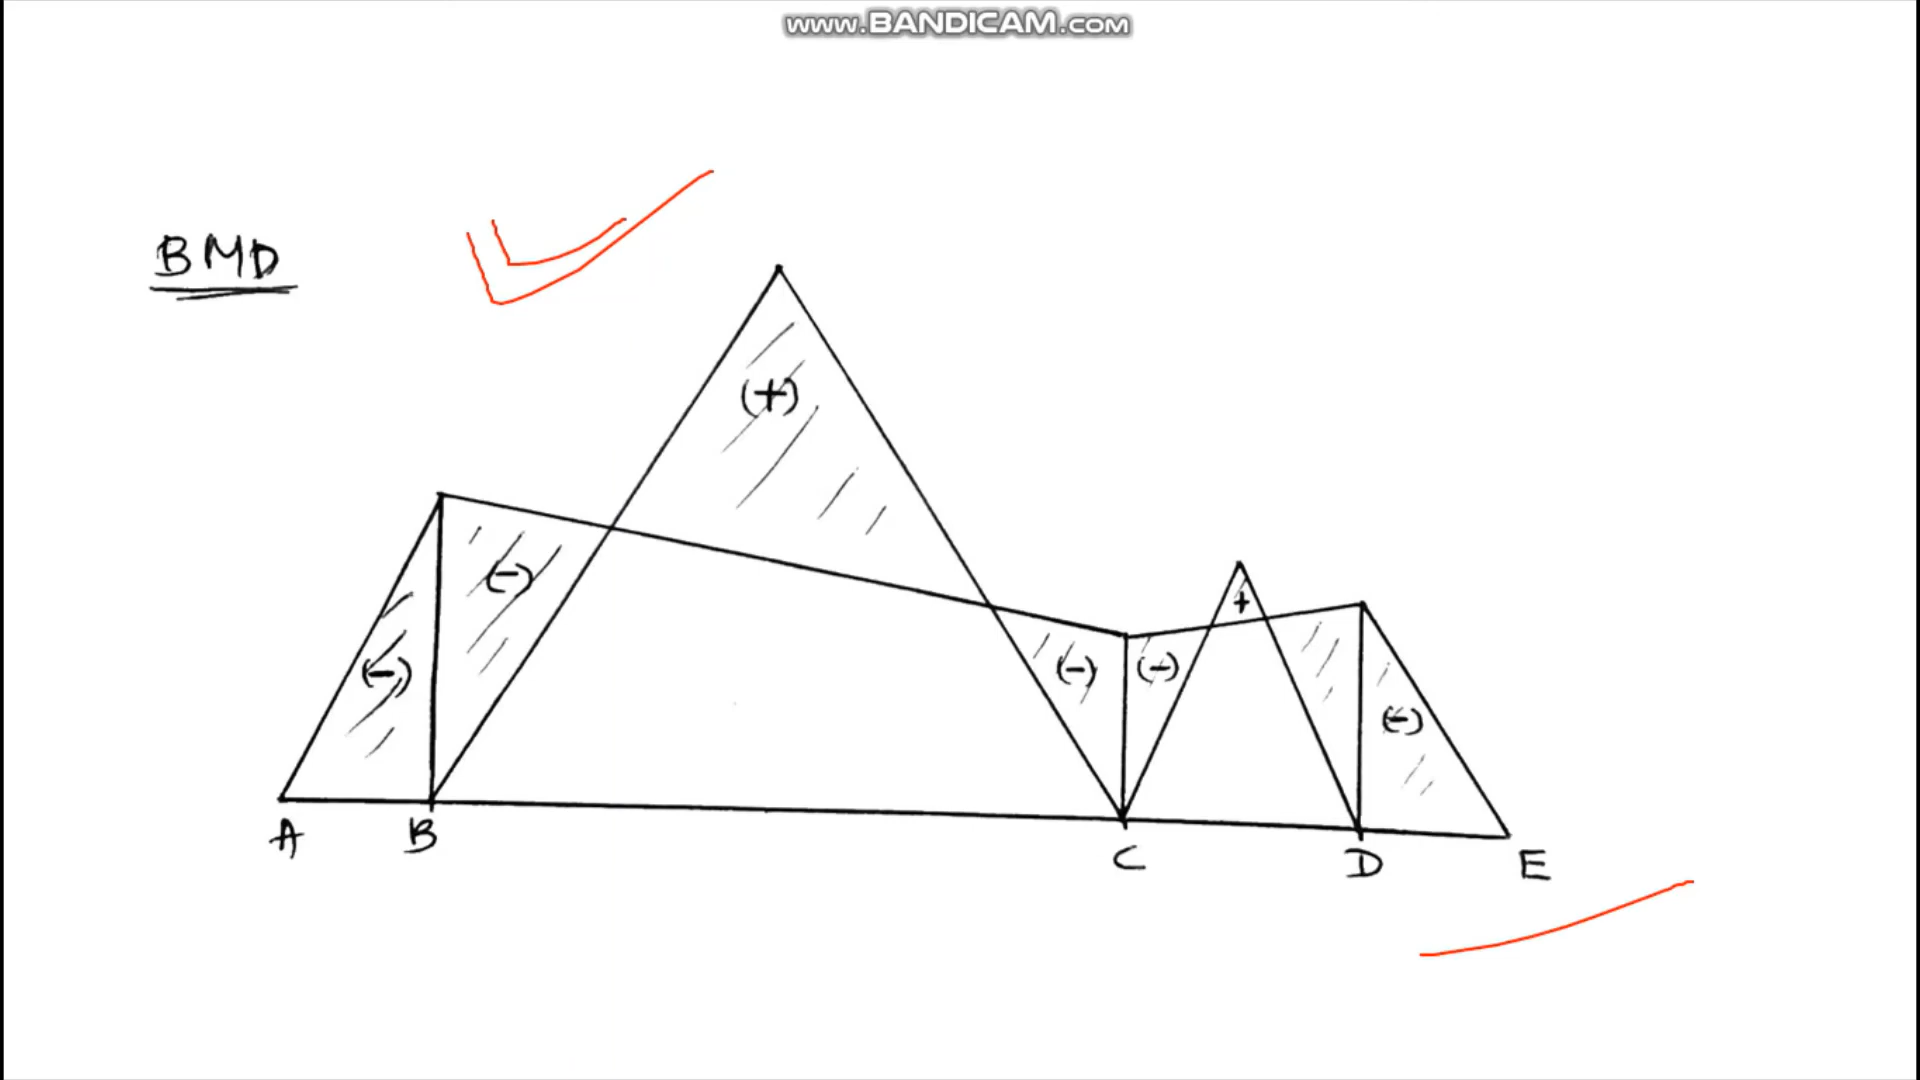 www.BANDICAM.com
BMD
(+)
(-)
+
(-)
(-)
(-)
(-)
A
B
C
D
E